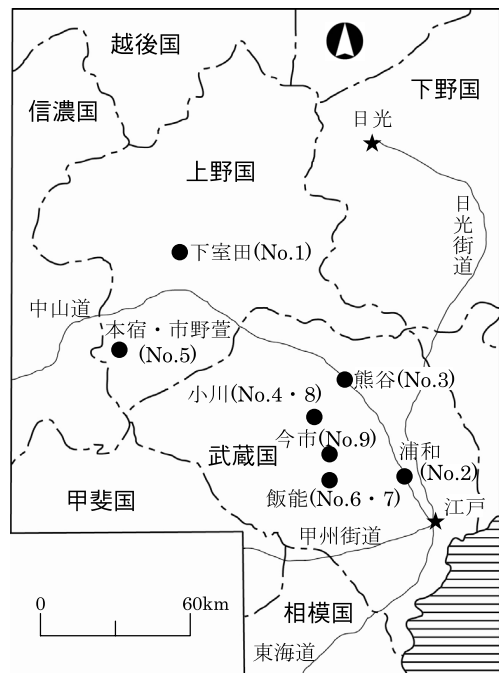 越後国
下野国
信濃国
日光
上野国
日光街道
下室田(No.1)
中山道
本宿・市野萱
(No.5)
熊谷(No.3)
小川(No.4・8)
今市(No.9)
浦和
(No.2)
武蔵国
飯能(No.6・7)
甲斐国
江戸
甲州街道
0
60km
相模国
東海道